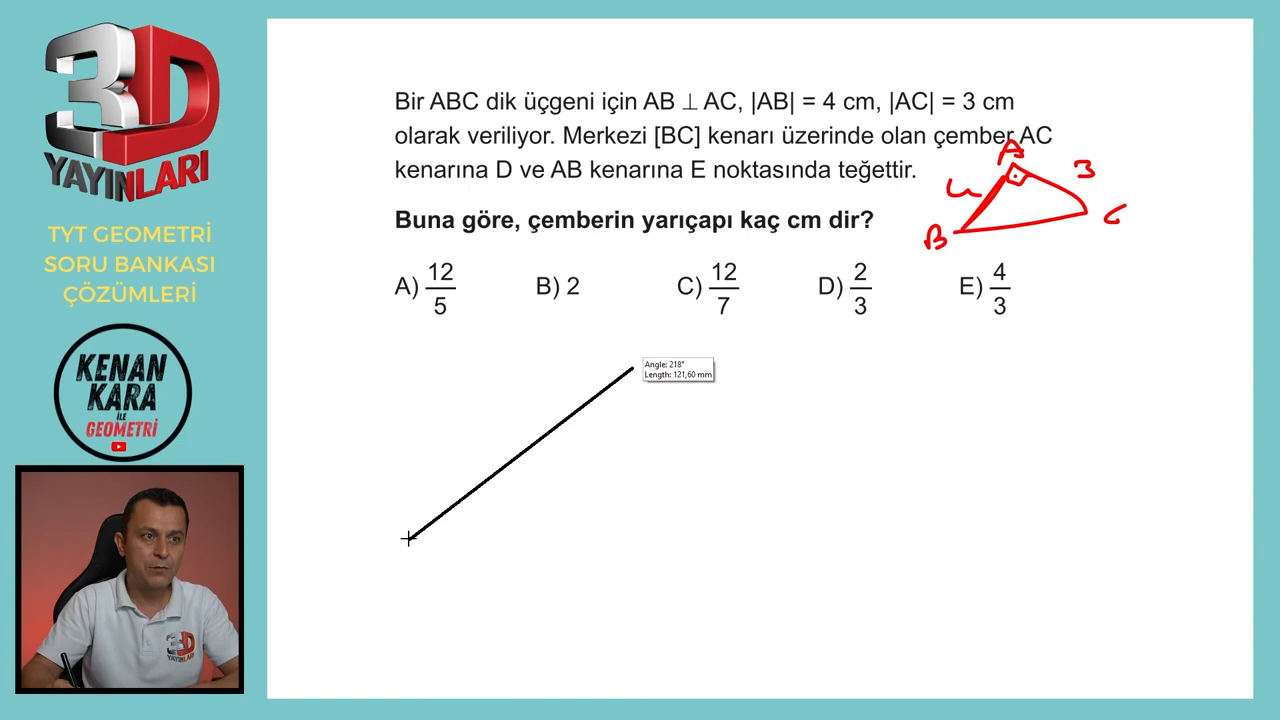 3D
YAYINLARI
TYT GEOMETRİ
SORU BANKASI
ÇÖZÜMLERİ
KENAN
KARA
İLE
GEOMETRİ
3D
YAYINLARI
Bir ABC dik üçgeni için AB ⊥ AC, |AB| = 4 cm, |AC| = 3 cm
olarak veriliyor. Merkezi [BC] kenarı üzerinde olan çember AC
kenarına D ve AB kenarına E noktasında teğettir.
Buna göre, çemberin yarıçapı kaç cm dir?
A) 12/5 B) 2 C) 12/7 D) 2/3 E) 4/3
A
4 3
B C
Angle: 218°
Length: 121,60 mm